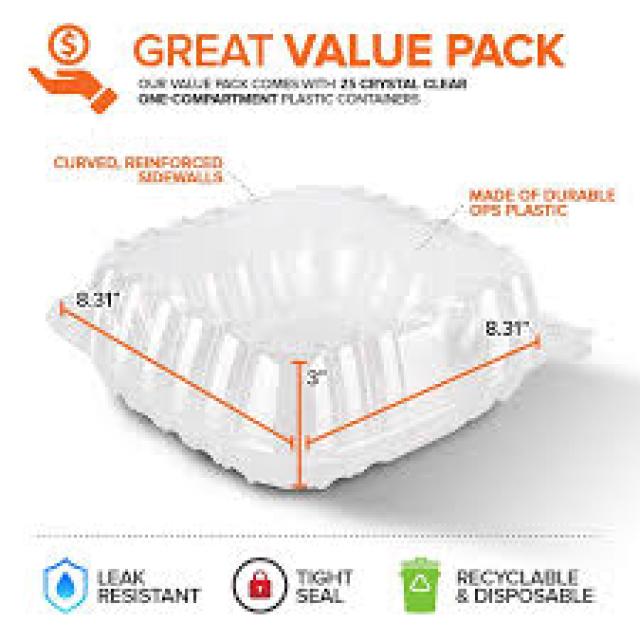 GREAT VALUE PACK
OUR VALUE PACK COMES WITH 25 CRYSTAL CLEAR
ONE-COMPARTMENT PLASTIC CONTAINERS
CURVED, REINFORCED
SIDEWALLS
MADE OF DURABLE
OPS PLASTIC
8.31"
8.31"
3"
LEAK
RESISTANT
TIGHT
SEAL
RECYCLABLE
& DISPOSABLE